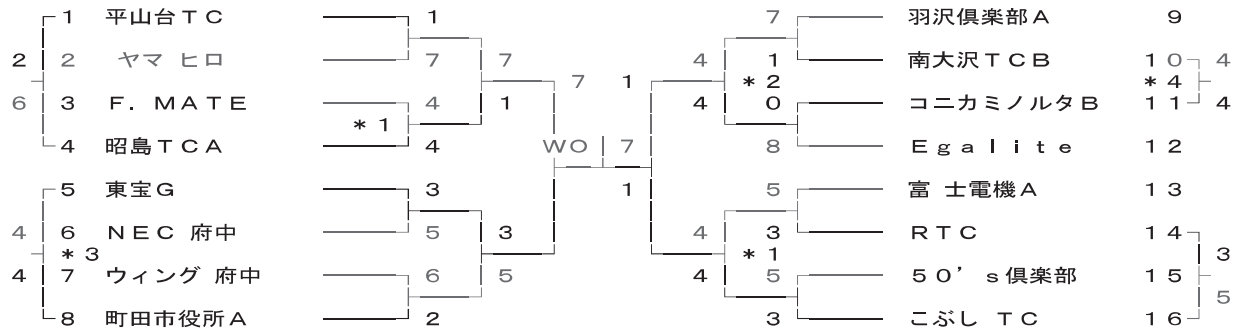 1 平山台TC 1 7 羽沢倶楽部A 9
2 2 ヤマ ヒロ 7 7 7 1 4 1 南大沢TCB 10 4
6 3 F. MATE 4 1 4 *2 0 コニカミノルタB 11 *4 4
4 昭島TCA *1 4 WO 7 8 Egalite 12
5 東宝G 3 1 5 富 士電機A 13
4 6 NEC 府中 5 3 4 3 RTC 14 3
*3
4 7 ウィング 府中 6 5 4 *1 5 50's倶楽部 15 5
8 町田市役所A 2 3 こぶし TC 16